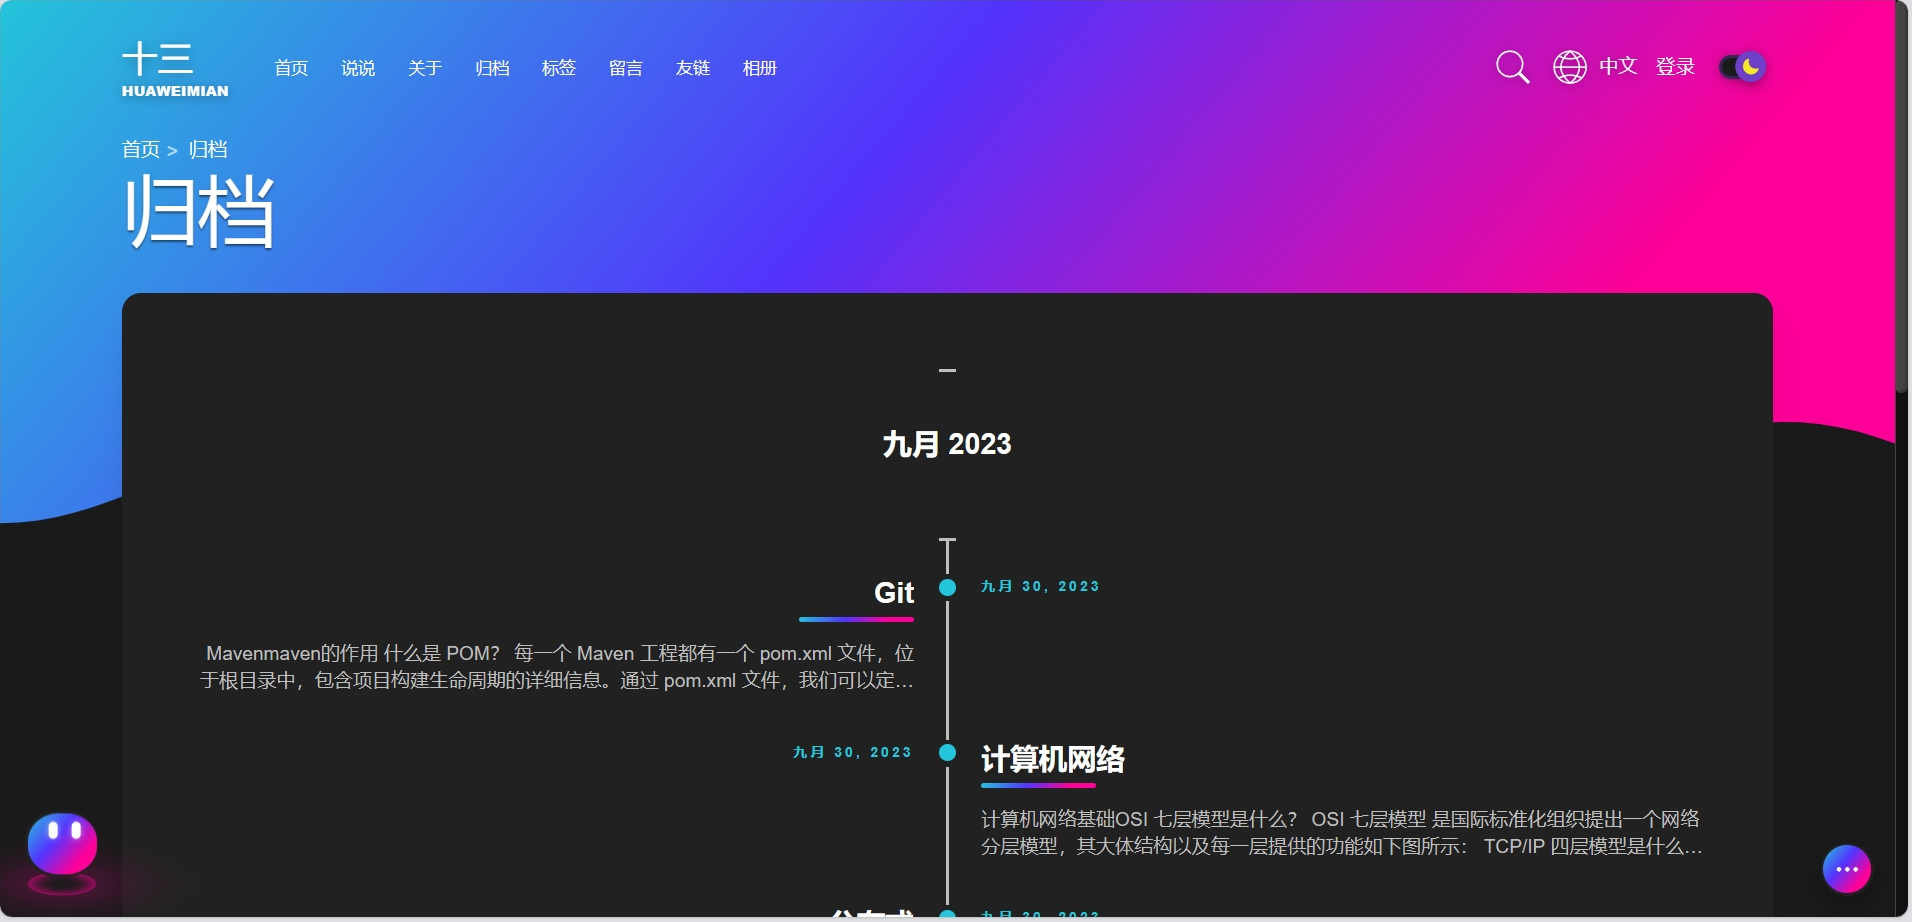 十三
HUAWEIMIAN
首页 说说 关于 归档 标签 留言 友链 相册
中文 登录
首页 > 归档
归档
九月 2023
Git
九月 30, 2023
Mavenmaven的作用 什么是 POM？ 每一个 Maven 工程都有一个 pom.xml 文件，位
于根目录中，包含项目构建生命周期的详细信息。通过 pom.xml 文件，我们可以定…
九月 30, 2023
计算机网络
计算机网络基础OSI 七层模型是什么？ OSI 七层模型 是国际标准化组织提出一个网络
分层模型，其大体结构以及每一层提供的功能如下图所示： TCP/IP 四层模型是什么…
分布式
九月 30, 2023